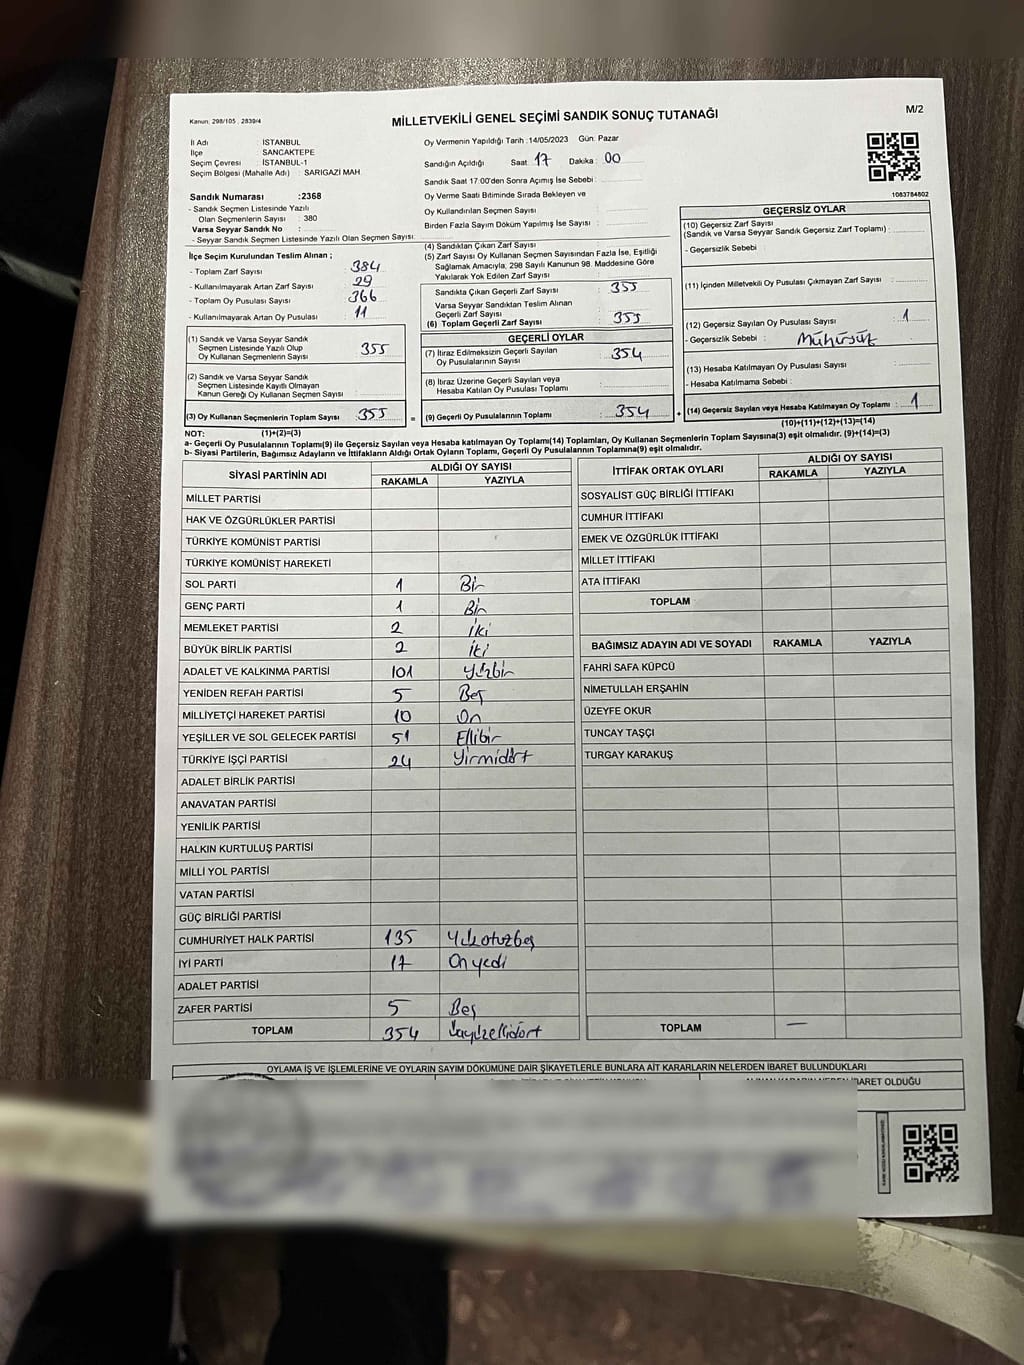 Kanun: 298/105 , 2839/4
MİLLETVEKİLİ GENEL SEÇİMİ SANDIK SONUÇ TUTANAĞI
M/2
İl Adı : İSTANBUL
İlçe : SANCAKTEPE
Seçim Çevresi : İSTANBUL-1
Seçim Bölgesi (Mahalle Adı) : SARIGAZİ MAH.
Sandık Numarası :2368
- Sandık Seçmen Listesinde Yazılı
Olan Seçmenlerin Sayısı : 380
Varsa Seyyar Sandık No :
- Seyyar Sandık Seçmen Listesinde Yazılı Olan Seçmen Sayısı:
Oy Vermenin Yapıldığı Tarih :14/05/2023 Gün: Pazar
Sandığın Açıldığı Saat: 17 Dakika: 00
Sandık Saat 17:00'den Sonra Açımış İse Sebebi :
Oy Verme Saati Bitiminde Sırada Bekleyen ve
Oy Kullandırılan Seçmen Sayısı :
Birden Fazla Sayım Döküm Yapılmış İse Sayısı :
1083784802
İlçe Seçim Kurulundan Teslim Alınan ;
- Toplam Zarf Sayısı : 384
- Kullanılmayarak Artan Zarf Sayısı : 29
- Toplam Oy Pusulası Sayısı : 366
- Kullanılmayarak Artan Oy Pusulası : 11
(1) Sandık ve Varsa Seyyar Sandık
Seçmen Listesinde Yazılı Olup
Oy Kullanan Seçmenlerin Sayısı : 355
(2) Sandık ve Varsa Seyyar Sandık
Seçmen Listesinde Kayıtlı Olmayan
Kanun Gereği Oy Kullanan Seçmen Sayısı :
(3) Oy Kullanan Seçmenlerin Toplam Sayısı : 355
(1)+(2)=(3)
(4) Sandıktan Çıkan Zarf Sayısı :
(5) Zarf Sayısı Oy Kullanan Seçmen Sayısından Fazla İse, Eşitliği
Sağlamak Amacıyla, 298 Sayılı Kanunun 98. Maddesine Göre
Yakılarak Yok Edilen Zarf Sayısı :
Sandıkta Çıkan Geçerli Zarf Sayısı : 355
Varsa Seyyar Sandıktan Teslim Alınan
Geçerli Zarf Sayısı :
(6) Toplam Geçerli Zarf Sayısı : 355
GEÇERLİ OYLAR
(7) İtiraz Edilmeksizin Geçerli Sayılan
Oy Pusulalarının Sayısı : 354
(8) İtiraz Üzerine Geçerli Sayılan veya
Hesaba Katılan Oy Pusulası Toplamı :
= (9) Geçerli Oy Pusulalarının Toplamı : 354 +
GEÇERSİZ OYLAR
(10) Geçersiz Zarf Sayısı
(Sandık ve Varsa Seyyar Sandık Geçersiz Zarf Toplamı) :
- Geçersizlik Sebebi :
(11) İçinden Milletvekili Oy Pusulası Çıkmayan Zarf Sayısı :
(12) Geçersiz Sayılan Oy Pusulası Sayısı : 1
- Geçersizlik Sebebi : Mühürsüz
(13) Hesaba Katılmayan Oy Pusulası Sayısı :
- Hesaba Katılmama Sebebi :
(14) Geçersiz Sayılan veya Hesaba Katılmayan Oy Toplamı : 1
(10)+(11)+(12)+(13)=(14)
NOT:
a- Geçerli Oy Pusulalarının Toplamı(9) ile Geçersiz Sayılan veya Hesaba katılmayan Oy Toplamı(14) Toplamları, Oy Kullanan Seçmenlerin Toplam Sayısına(3) eşit olmalıdır. (9)+(14)=(3)
b- Siyasi Partilerin, Bağımsız Adayların ve İttifakların Aldığı Ortak Oyların Toplamı, Geçerli Oy Pusulalarının Toplamına(9) eşit olmalıdır.
SİYASİ PARTİNİN ADI ALDIĞI OY SAYISI
RAKAMLA YAZIYLA
MİLLET PARTİSİ
HAK VE ÖZGÜRLÜKLER PARTİSİ
TÜRKİYE KOMÜNİST PARTİSİ
TÜRKİYE KOMÜNİST HAREKETİ
SOL PARTİ 1 Bir
GENÇ PARTİ 1 Bir
MEMLEKET PARTİSİ 2 İki
BÜYÜK BİRLİK PARTİSİ 2 İki
ADALET VE KALKINMA PARTİSİ 101 Yüzbir
YENİDEN REFAH PARTİSİ 5 Beş
MİLLİYETÇİ HAREKET PARTİSİ 10 On
YEŞİLLER VE SOL GELECEK PARTİSİ 51 Ellibir
TÜRKİYE İŞÇİ PARTİSİ 24 Yirmidört
ADALET BİRLİK PARTİSİ
ANAVATAN PARTİSİ
YENİLİK PARTİSİ
HALKIN KURTULUŞ PARTİSİ
MİLLİ YOL PARTİSİ
VATAN PARTİSİ
GÜÇ BİRLİĞİ PARTİSİ
CUMHURİYET HALK PARTİSİ 135 Yüzotuzbeş
İYİ PARTİ 17 Onyedi
ADALET PARTİSİ
ZAFER PARTİSİ 5 Beş
TOPLAM 354 üçyüzellidört
İTTİFAK ORTAK OYLARI ALDIĞI OY SAYISI
RAKAMLA YAZIYLA
SOSYALİST GÜÇ BİRLİĞİ İTTİFAKI
CUMHUR İTTİFAKI
EMEK VE ÖZGÜRLÜK İTTİFAKI
MİLLET İTTİFAKI
ATA İTTİFAKI
TOPLAM
BAĞIMSIZ ADAYIN ADI VE SOYADI RAKAMLA YAZIYLA
FAHRİ SAFA KÜPCÜ
NİMETULLAH ERŞAHİN
ÜZEYFE OKUR
TUNCAY TAŞÇI
TURGAY KARAKUŞ
TOPLAM —
OYLAMA İŞ VE İŞLEMLERİNE VE OYLARIN SAYIM DÖKÜMÜNE DAİR ŞİKAYETLERLE BUNLARA AİT KARARLARIN NELERDEN İBARET BULUNDUKLARI
İBARET OLDUĞU